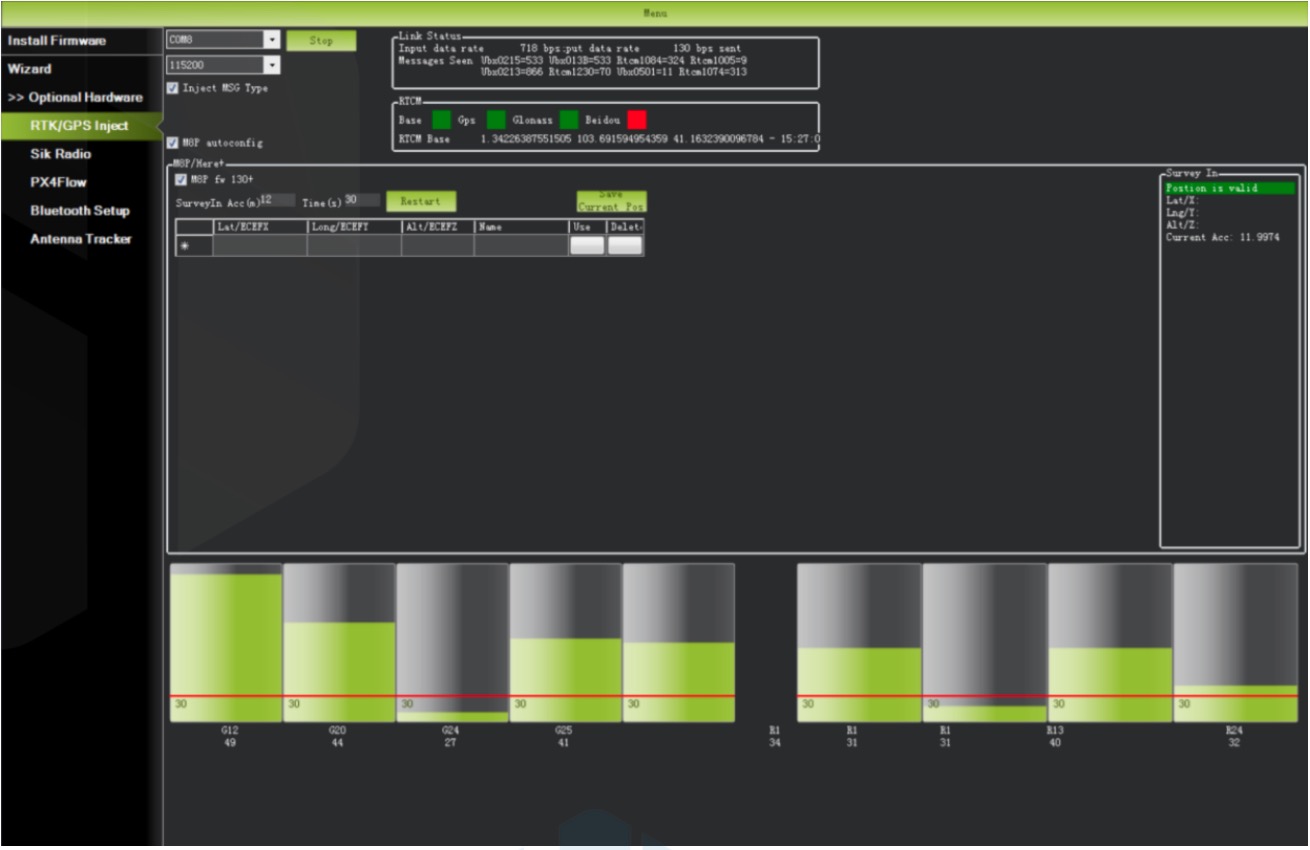 Menu
Install Firmware
Wizard
>> Optional Hardware
RTK/GPS Inject
Sik Radio
PX4Flow
Bluetooth Setup
Antenna Tracker
COM8
Stop
115200
Inject MSG Type
M8P autoconfig
Link Status
Input data rate 718 bps:put data rate 130 bps sent
Messages Seen Ubx0215=533 Ubx013B=533 Rtcm1084=324 Rtcm1005=9
Ubx0213=866 Rtcm1230=70 Ubx0501=11 Rtcm1074=313
RTCM
Base Gps Glonass Beidou
RTCM Base 1.34226387551505 103.691594954359 41.1632390096784 - 15:27:0
M8P/Here+
M8P fw 130+
SurveyIn Acc(m) 12 Time(s) 30 Restart
Save
Current Pos
Lat/ECEFX Long/ECEFY Alt/ECEFZ Name Use Delet
*
Survey In
Postion is valid
Lat/X:
Lng/Y:
Alt/Z:
Current Acc: 11.9974
30 30 30 30 30 30 30 30 30
G12 G20 G24 G25 R1 R1 R1 R13 R24
49 44 27 41 34 31 31 40 32